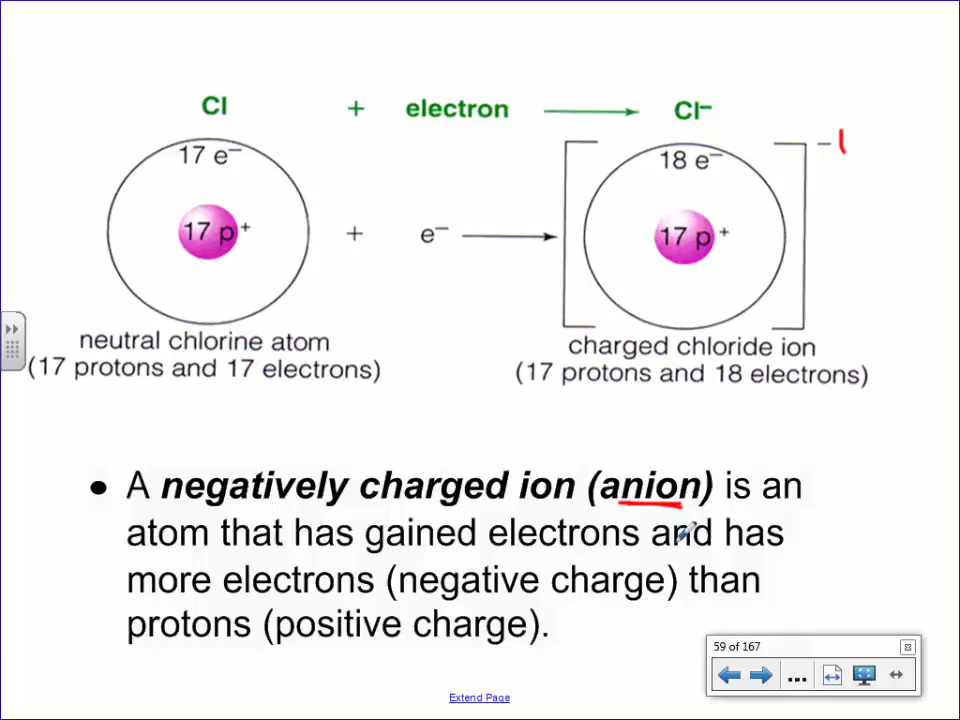 Cl + electron Cl⁻
17 e⁻ 18 e⁻ -1
17 p⁺ + e⁻ 17 p⁺
neutral chlorine atom charged chloride ion
(17 protons and 17 electrons) (17 protons and 18 electrons)
• A negatively charged ion (anion) is an
atom that has gained electrons and has
more electrons (negative charge) than
protons (positive charge).
59 of 167
...
Extend Page